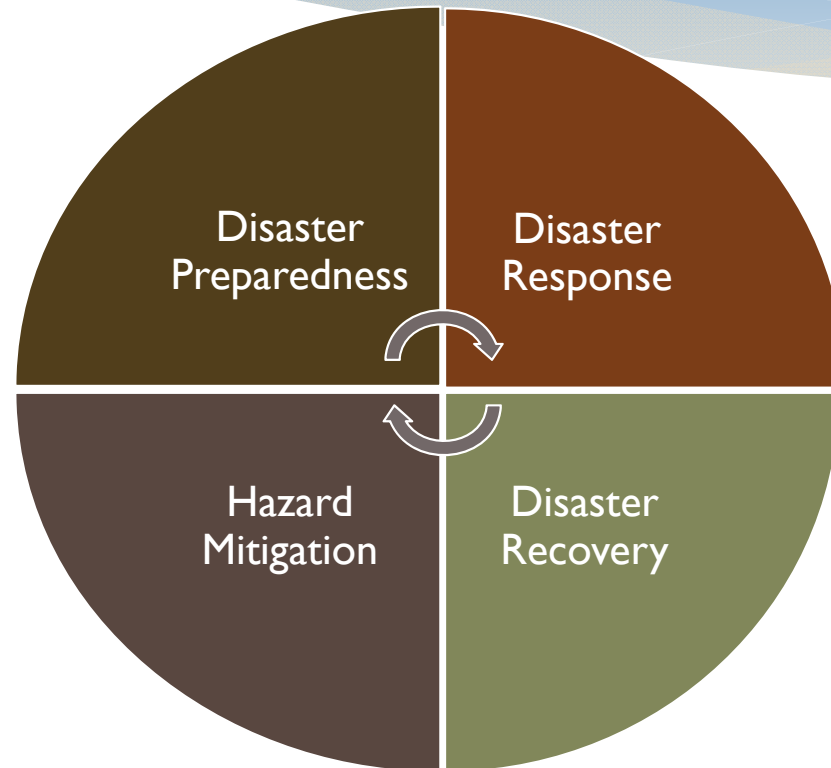 Disaster
Preparedness
Disaster
Response
Hazard
Mitigation
Disaster
Recovery